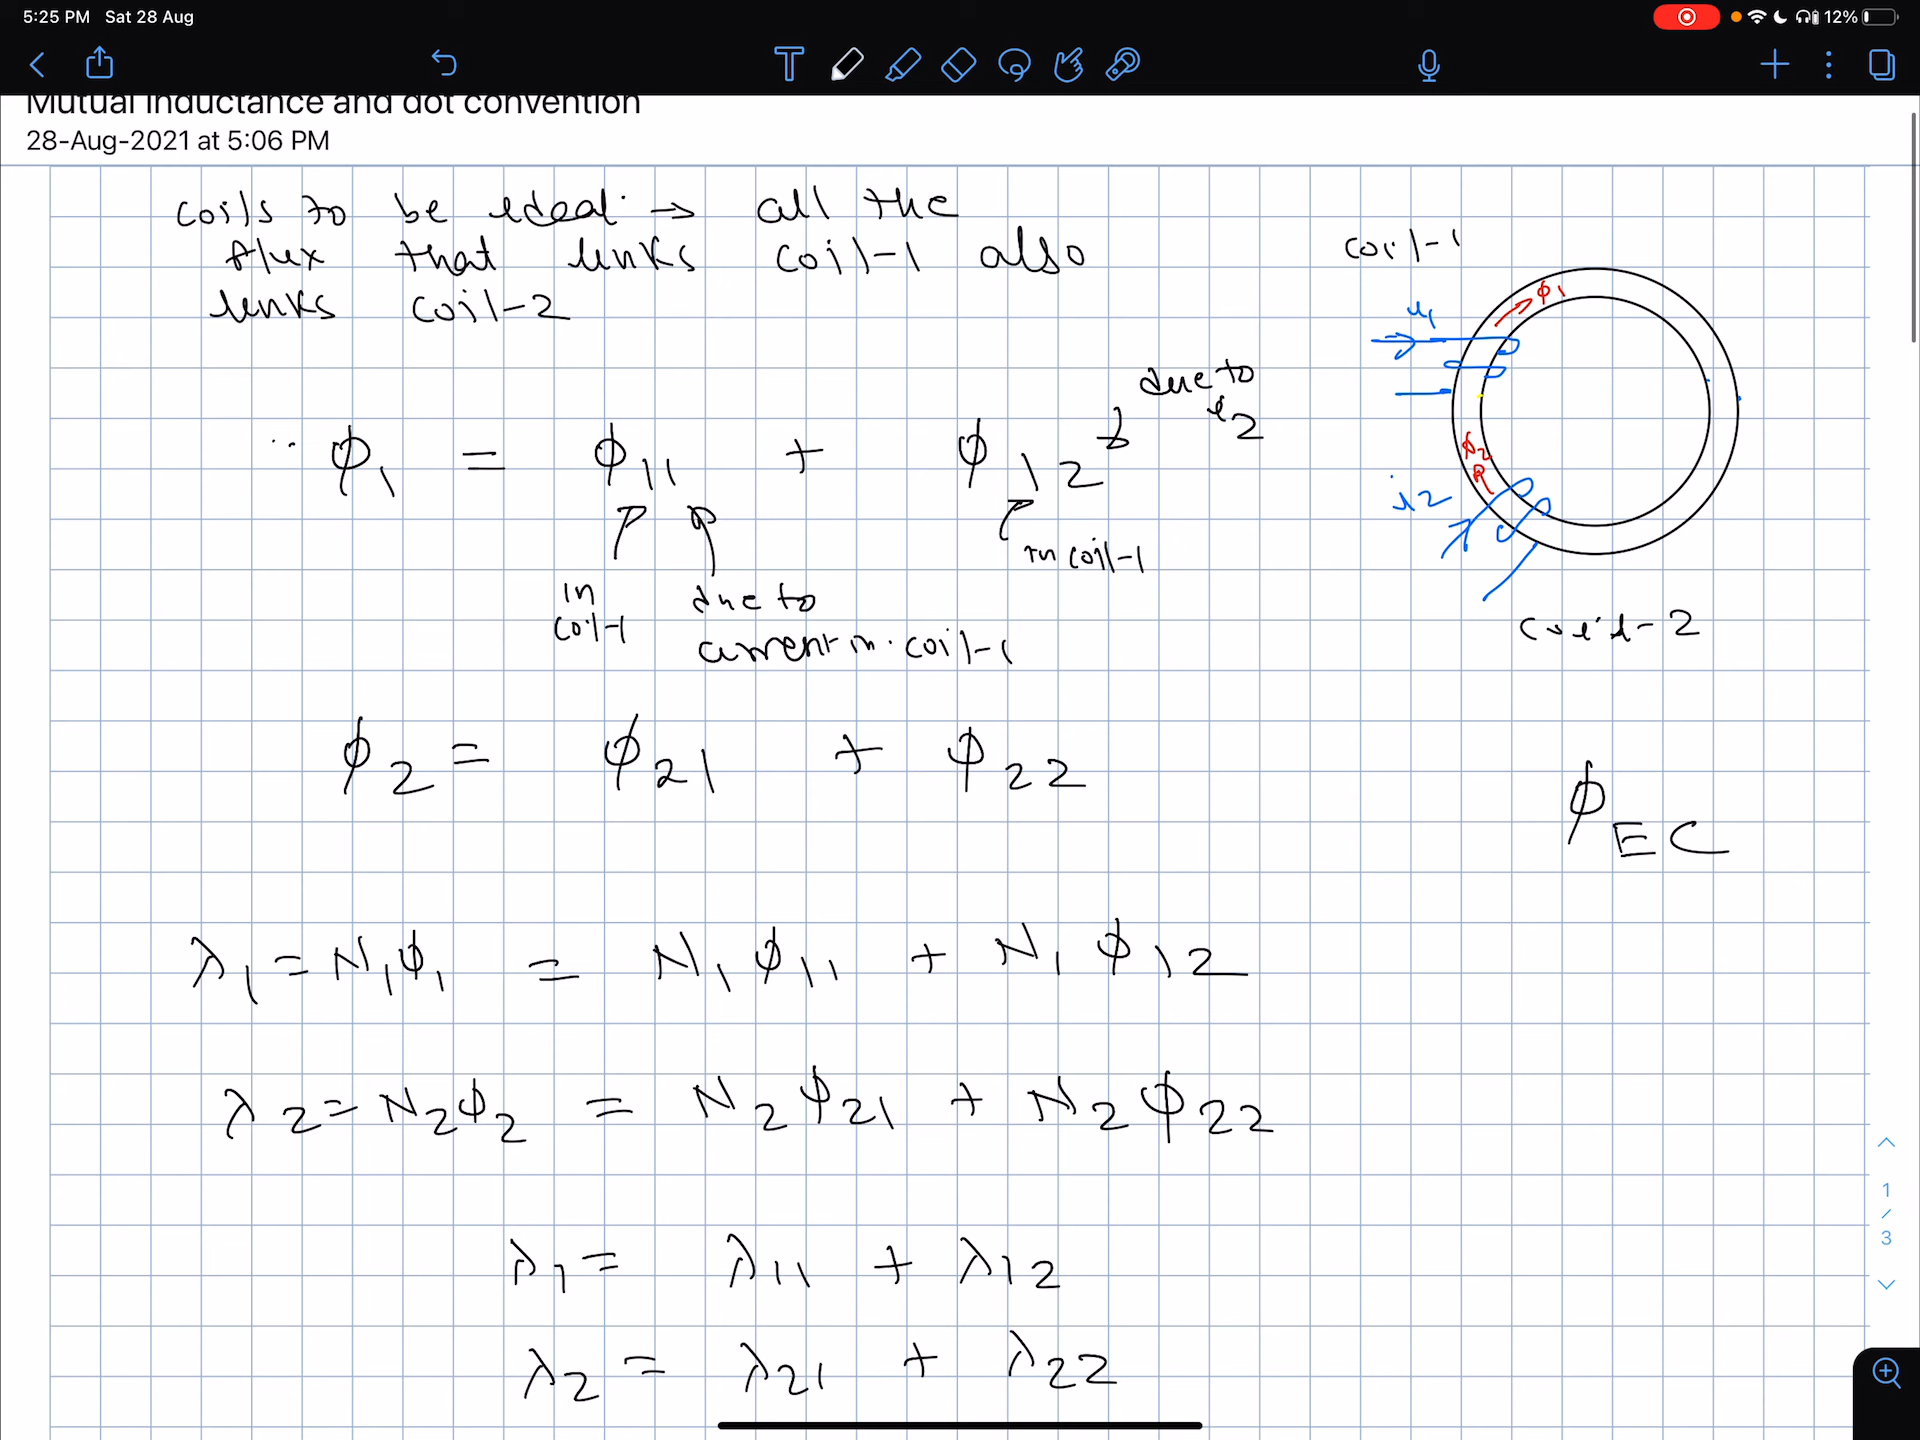 5:25 PM Sat 28 Aug
12%
Mutual inductance and dot convention
28-Aug-2021 at 5:06 PM
coils to be ideal → all the
flux that links coil-1 also
links coil-2
coil-1
i1
ϕ1
ϕ2
i2
coil-2
due to
i2
∵ ϕ1 = ϕ11 + ϕ12
in coil-1
in
coil-1
due to
current in coil-1
ϕ2 = ϕ21 + ϕ22
ϕEC
λ1 = N1ϕ1 = N1ϕ11 + N1ϕ12
λ2 = N2ϕ2 = N2ϕ21 + N2ϕ22
λ1 = λ11 + λ12
λ2 = λ21 + λ22
1
/
3